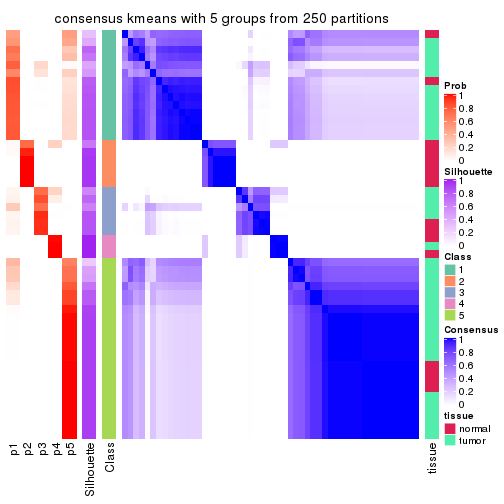 consensus kmeans with 5 groups from 250 partitions
Prob
1
0.8
0.6
0.4
0.2
0
Silhouette
1
0.8
0.6
0.4
0.2
0
Class
1
2
3
4
5
Consensus
1
0.8
0.6
0.4
0.2
0
tissue
normal
tumor
p1
p2
p3
p4
p5
Silhouette
Class
tissue